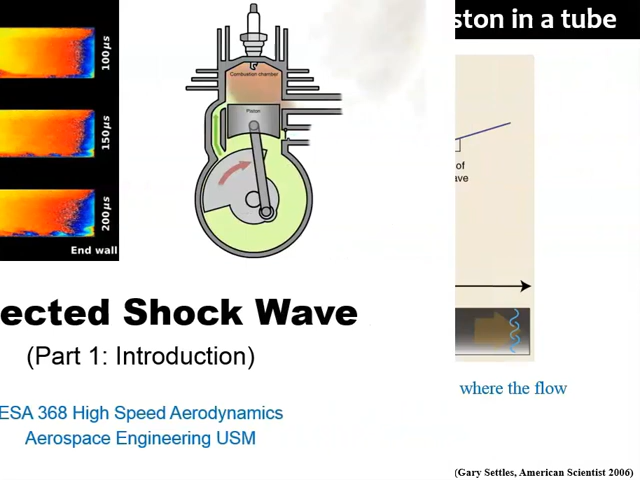 ston in a tube
100µs
150µs
200µs
End wall
Combustion chamber
Piston
of
ave
ected Shock Wave
(Part 1: Introduction)
where the flow
ESA 368 High Speed Aerodynamics
Aerospace Engineering USM
(Gary Settles, American Scientist 2006)